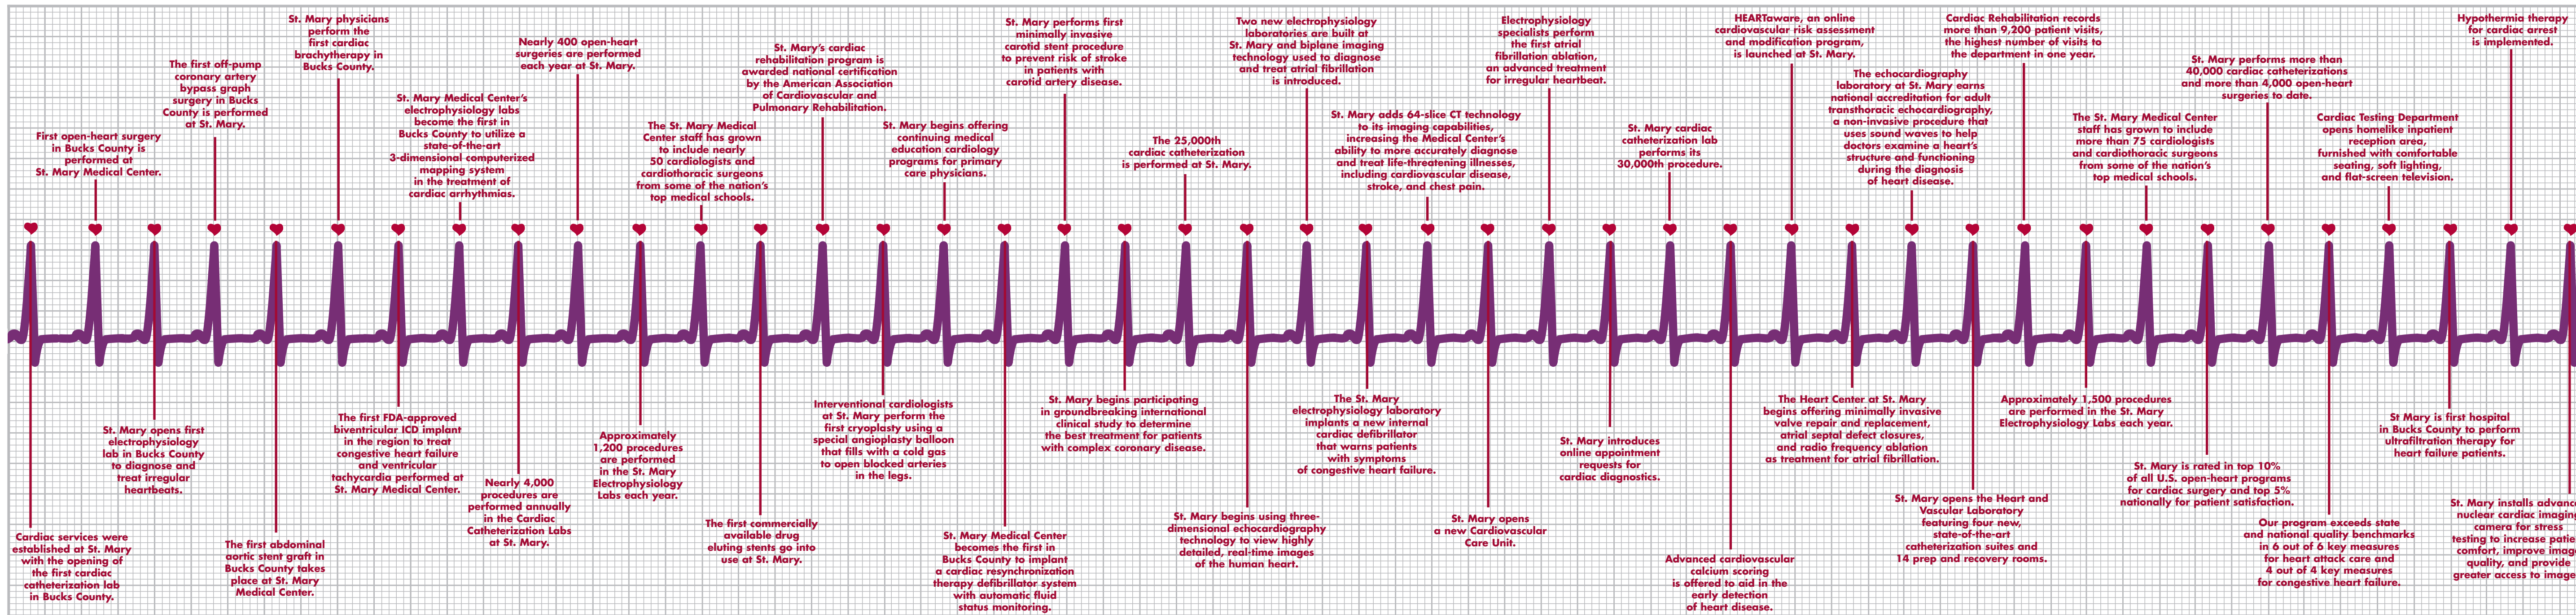 Cardiac services were
established at St. Mary
with the opening of
the first cardiac
catheterization lab
in Bucks County.
First open-heart surgery
in Bucks County is
performed at
St. Mary Medical Center.
St. Mary opens first
electrophysiology
lab in Bucks County
to diagnose and
treat irregular
heartbeats.
The first off-pump
coronary artery
bypass graph
surgery in Bucks
County is performed
at St. Mary.
The first abdominal
aortic stent graft in
Bucks County takes
place at St. Mary
Medical Center.
St. Mary physicians
perform the
first cardiac
brachytherapy in
Bucks County.
The first FDA-approved
biventricular ICD implant
in the region to treat
congestive heart failure
and ventricular
tachycardia performed at
St. Mary Medical Center.
St. Mary Medical Center's
electrophysiology labs
become the first in
Bucks County to utilize a
state-of-the-art
3-dimensional computerized
mapping system
in the treatment of
cardiac arrhythmias.
Nearly 4,000
procedures are
performed annually
in the Cardiac
Catheterization Labs
at St. Mary.
Nearly 400 open-heart
surgeries are performed
each year at St. Mary.
Approximately
1,200 procedures
are performed
in the St. Mary
Electrophysiology
Labs each year.
The St. Mary Medical
Center staff has grown
to include nearly
50 cardiologists and
cardiothoracic surgeons
from some of the nation's
top medical schools.
The first commercially
available drug
eluting stents go into
use at St. Mary.
St. Mary's cardiac
rehabilitation program is
awarded national certification
by the American Association
of Cardiovascular and
Pulmonary Rehabilitation.
Interventional cardiologists
at St. Mary perform the
first cryoplasty using a
special angioplasty balloon
that fills with a cold gas
to open blocked arteries
in the legs.
St. Mary begins offering
continuing medical
education cardiology
programs for primary
care physicians.
St. Mary Medical Center
becomes the first in
Bucks County to implant
a cardiac resynchronization
therapy defibrillator system
with automatic fluid
status monitoring.
St. Mary performs first
minimally invasive
carotid stent procedure
to prevent risk of stroke
in patients with
carotid artery disease.
St. Mary begins participating
in groundbreaking international
clinical study to determine
the best treatment for patients
with complex coronary disease.
The 25,000th
cardiac catheterization
is performed at St. Mary.
St. Mary begins using three-
dimensional echocardiography
technology to view highly
detailed, real-time images
of the human heart.
Two new electrophysiology
laboratories are built at
St. Mary and biplane imaging
technology used to diagnose
and treat atrial fibrillation
is introduced.
The St. Mary
electrophysiology laboratory
implants a new internal
cardiac defibrillator
that warns patients
with symptoms
of congestive heart failure.
St. Mary adds 64-slice CT technology
to its imaging capabilities,
increasing the Medical Center's
ability to more accurately diagnose
and treat life-threatening illnesses,
including cardiovascular disease,
stroke, and chest pain.
St. Mary opens
a new Cardiovascular
Care Unit.
Electrophysiology
specialists perform
the first atrial
fibrillation ablation,
an advanced treatment
for irregular heartbeat.
St. Mary introduces
online appointment
requests for
cardiac diagnostics.
St. Mary cardiac
catheterization lab
performs its
30,000th procedure.
Advanced cardiovascular
calcium scoring
is offered to aid in the
early detection
of heart disease.
HEARTaware, an online
cardiovascular risk assessment
and modification program,
is launched at St. Mary.
The Heart Center at St. Mary
begins offering minimally invasive
valve repair and replacement,
atrial septal defect closures,
and radio frequency ablation
as treatment for atrial fibrillation.
The echocardiography
laboratory at St. Mary earns
national accreditation for adult
transthoracic echocardiography,
a non-invasive procedure that
uses sound waves to help
doctors examine a heart's
structure and functioning
during the diagnosis
of heart disease.
St. Mary opens the Heart and
Vascular Laboratory
featuring four new,
state-of-the-art
catheterization suites and
14 prep and recovery rooms.
Cardiac Rehabilitation records
more than 9,200 patient visits,
the highest number of visits to
the department in one year.
Approximately 1,500 procedures
are performed in the St. Mary
Electrophysiology Labs each year.
The St. Mary Medical Center
staff has grown to include
more than 75 cardiologists
and cardiothoracic surgeons
from some of the nation's
top medical schools.
St. Mary is rated in top 10%
of all U.S. open-heart programs
for cardiac surgery and top 5%
nationally for patient satisfaction.
St. Mary performs more than
40,000 cardiac catheterizations
and more than 4,000 open-heart
surgeries to date.
Our program exceeds state
and national quality benchmarks
in 6 out of 6 key measures
for heart attack care and
4 out of 4 key measures
for congestive heart failure.
Cardiac Testing Department
opens homelike inpatient
reception area,
furnished with comfortable
seating, soft lighting,
and flat-screen television.
St Mary is first hospital
in Bucks County to perform
ultrafiltration therapy for
heart failure patients.
Hypothermia therapy
for cardiac arrest
is implemented.
St. Mary installs advanc
nuclear cardiac imaging
camera for stress
testing to increase patie
comfort, improve imag
quality, and provide
greater access to image